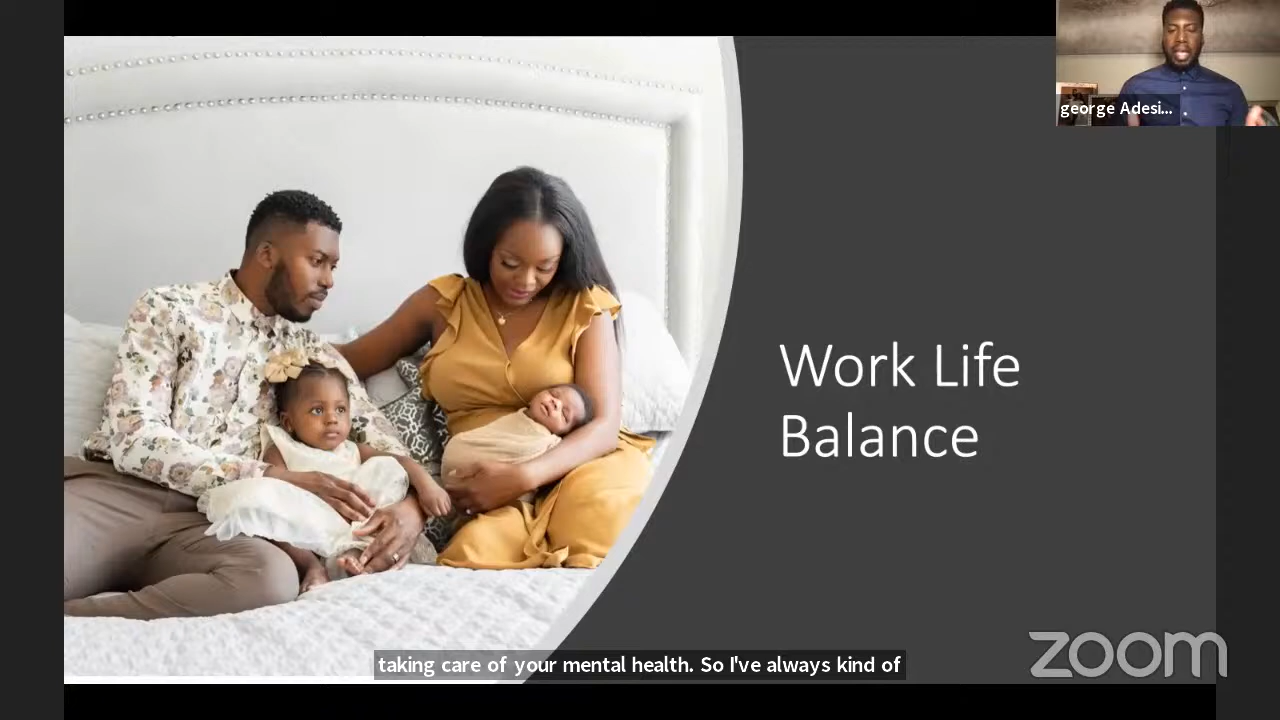 george Adesi...
Work Life
Balance
taking care of your mental health. So I've always kind of
zoom